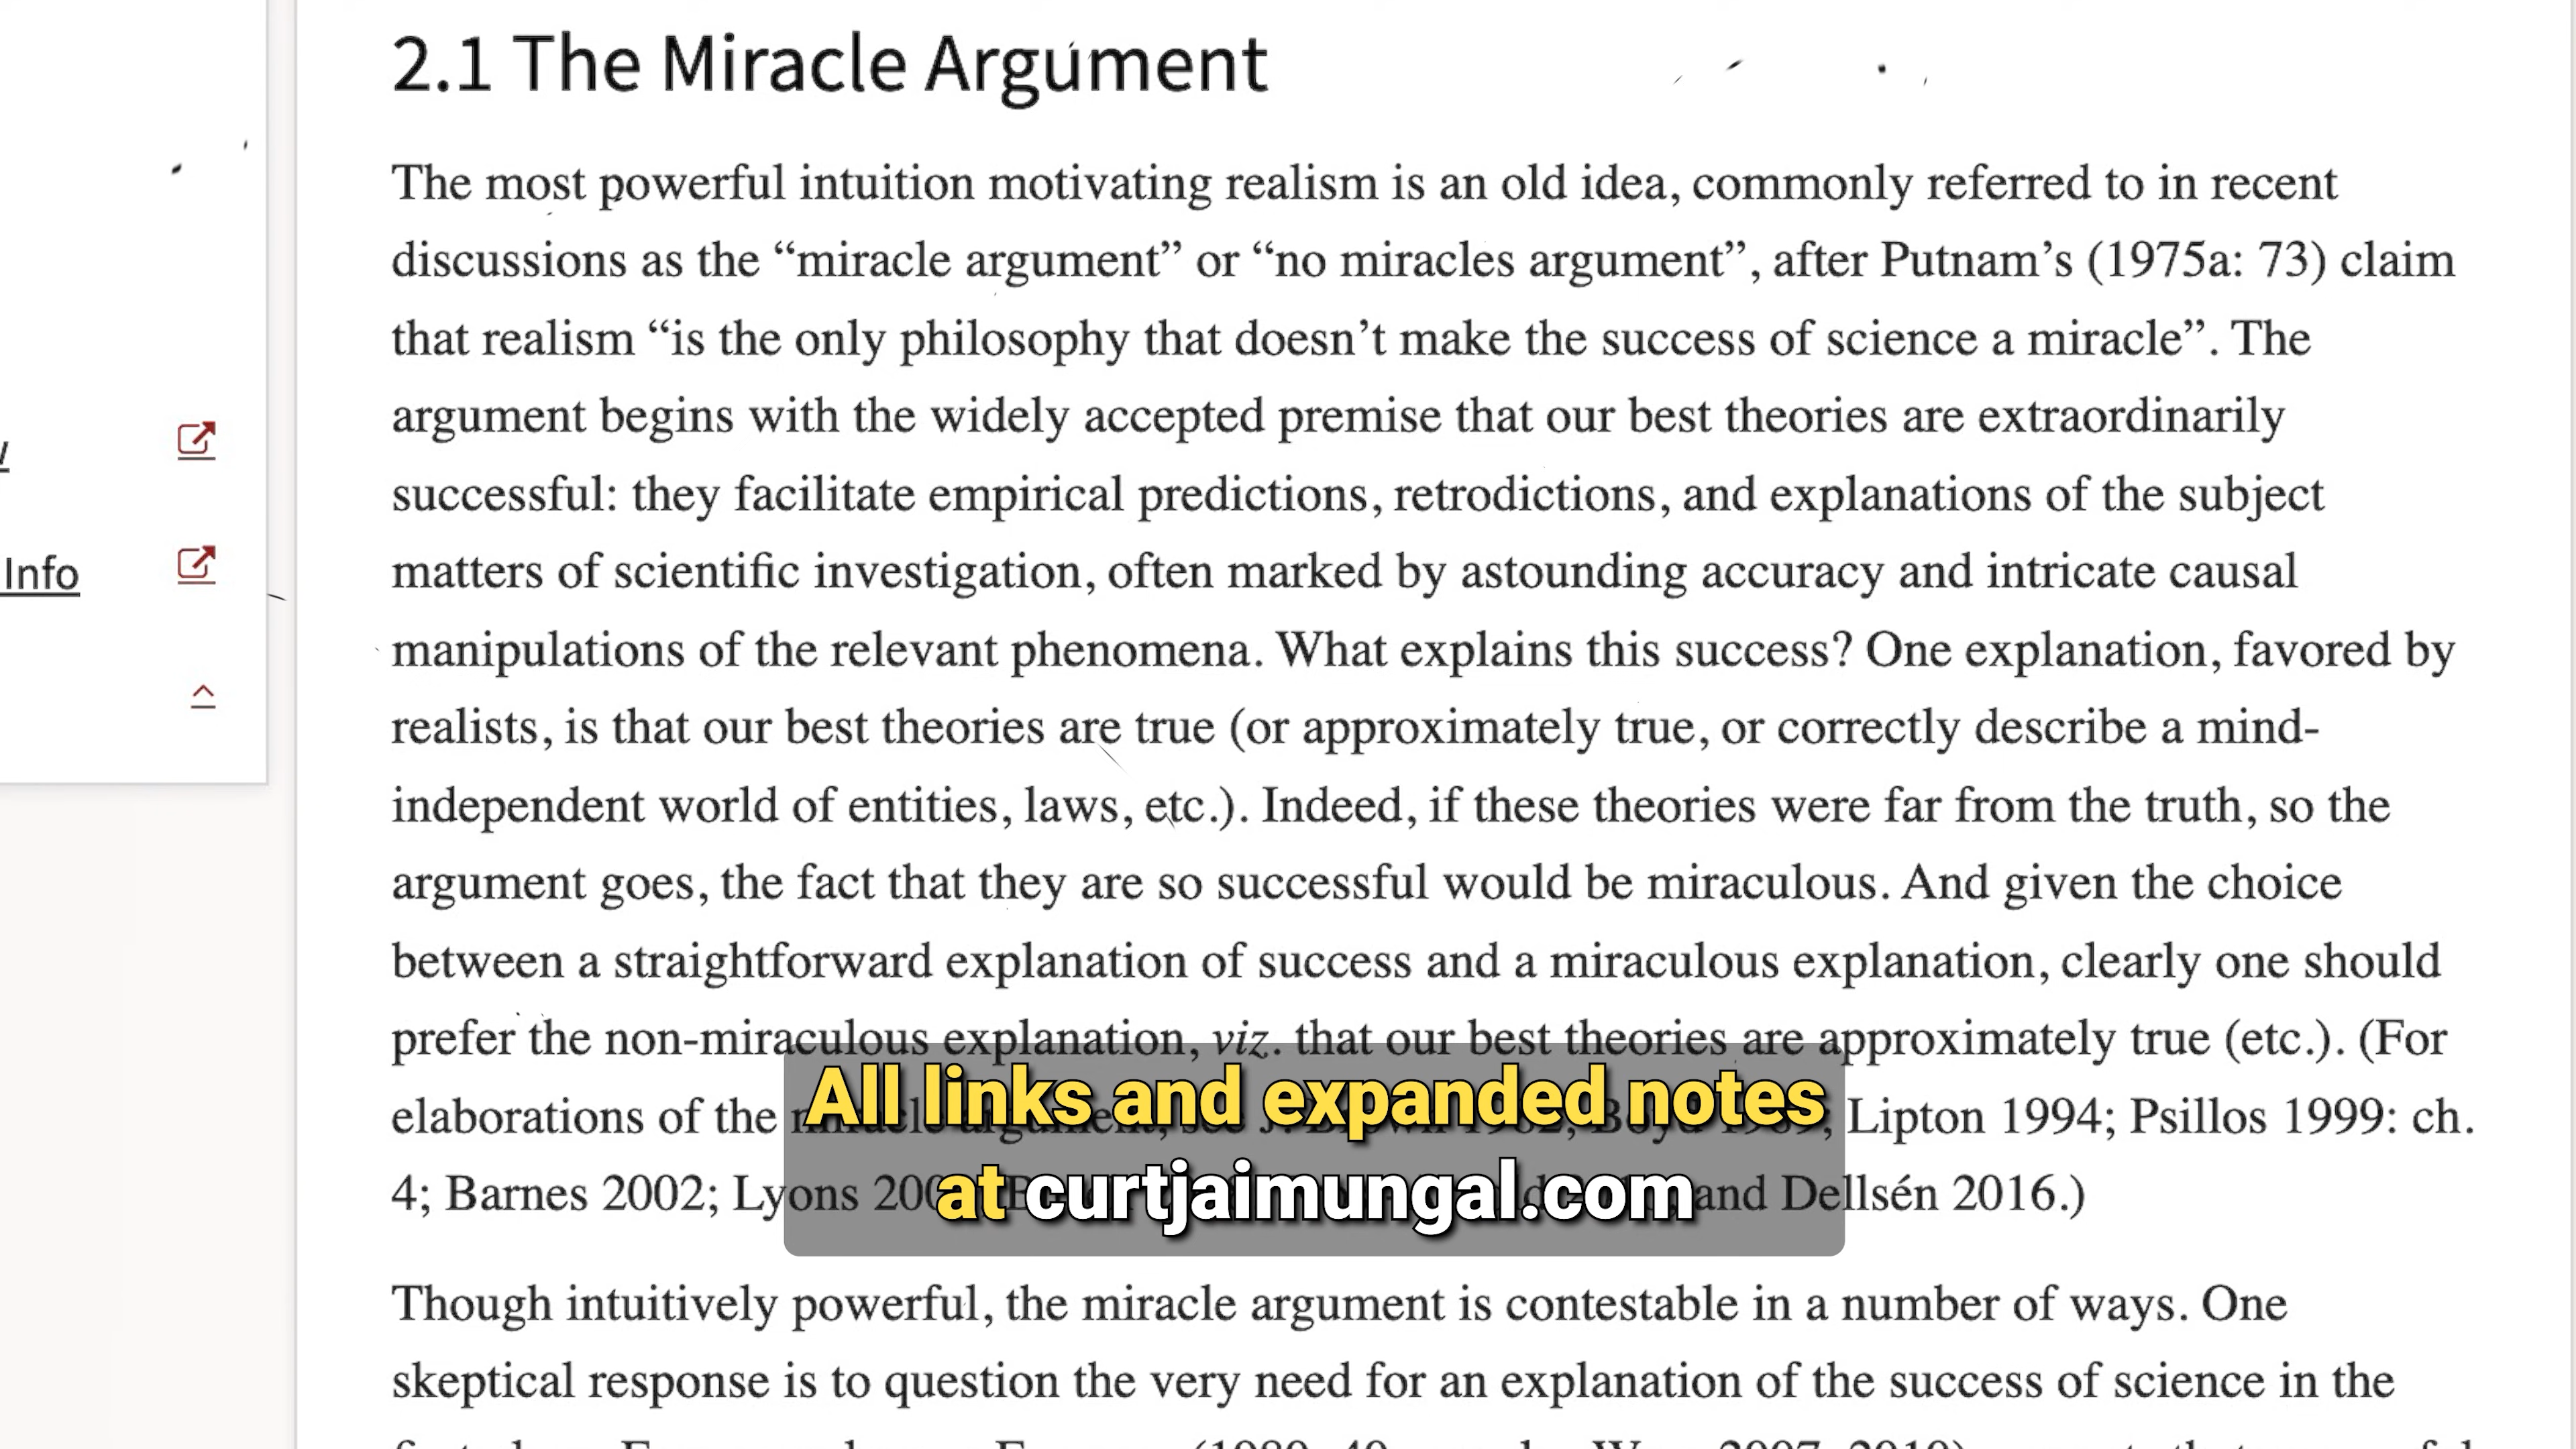 2.1 The Miracle Argument
The most powerful intuition motivating realism is an old idea, commonly referred to in recent
discussions as the “miracle argument” or “no miracles argument”, after Putnam’s (1975a: 73) claim
that realism “is the only philosophy that doesn’t make the success of science a miracle”. The
argument begins with the widely accepted premise that our best theories are extraordinarily
successful: they facilitate empirical predictions, retrodictions, and explanations of the subject
matters of scientific investigation, often marked by astounding accuracy and intricate causal
Info
manipulations of the relevant phenomena. What explains this success? One explanation, favored by
realists, is that our best theories are true (or approximately true, or correctly describe a mind-
independent world of entities, laws, etc.). Indeed, if these theories were far from the truth, so the
argument goes, the fact that they are so successful would be miraculous. And given the choice
between a straightforward explanation of success and a miraculous explanation, clearly one should
prefer the non-miraculous explanation, viz. that our best theories are approximately true (etc.). (For
elaborations of the miracle argument, see J. Brown 1982; Boyd 1989; Lipton 1994; Psillos 1999: ch.
4; Barnes 2002; Lyons and Dellsén 2016.)
All links and expanded notes
at curtjaimungal.com
Though intuitively powerful, the miracle argument is contestable in a number of ways. One
skeptical response is to question the very need for an explanation of the success of science in the